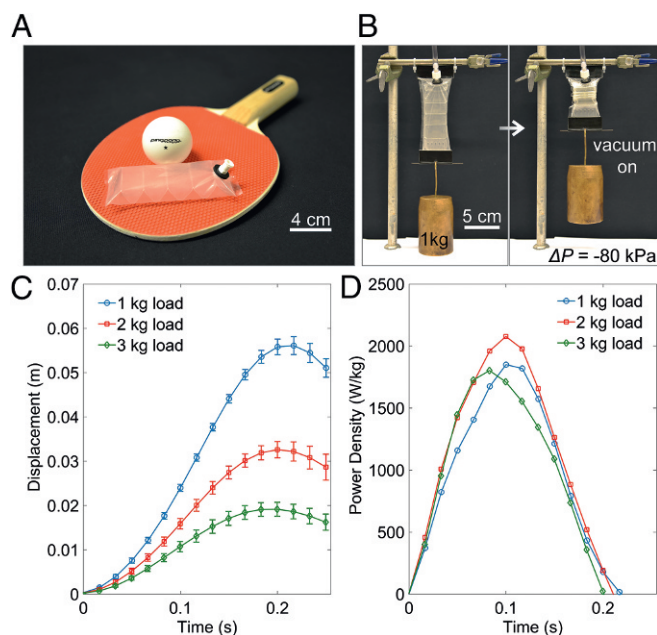 A
B
4 cm
1kg
5 cm
vacuum
on
ΔP = -80 kPa
C
0.07
0.06
0.05
0.04
0.03
0.02
0.01
0
Displacement (m)
1 kg load
2 kg load
3 kg load
0
0.1
0.2
Time (s)
D
2500
2000
1500
1000
500
0
Power Density (W/kg)
1 kg load
2 kg load
3 kg load
0
0.1
0.2
Time (s)